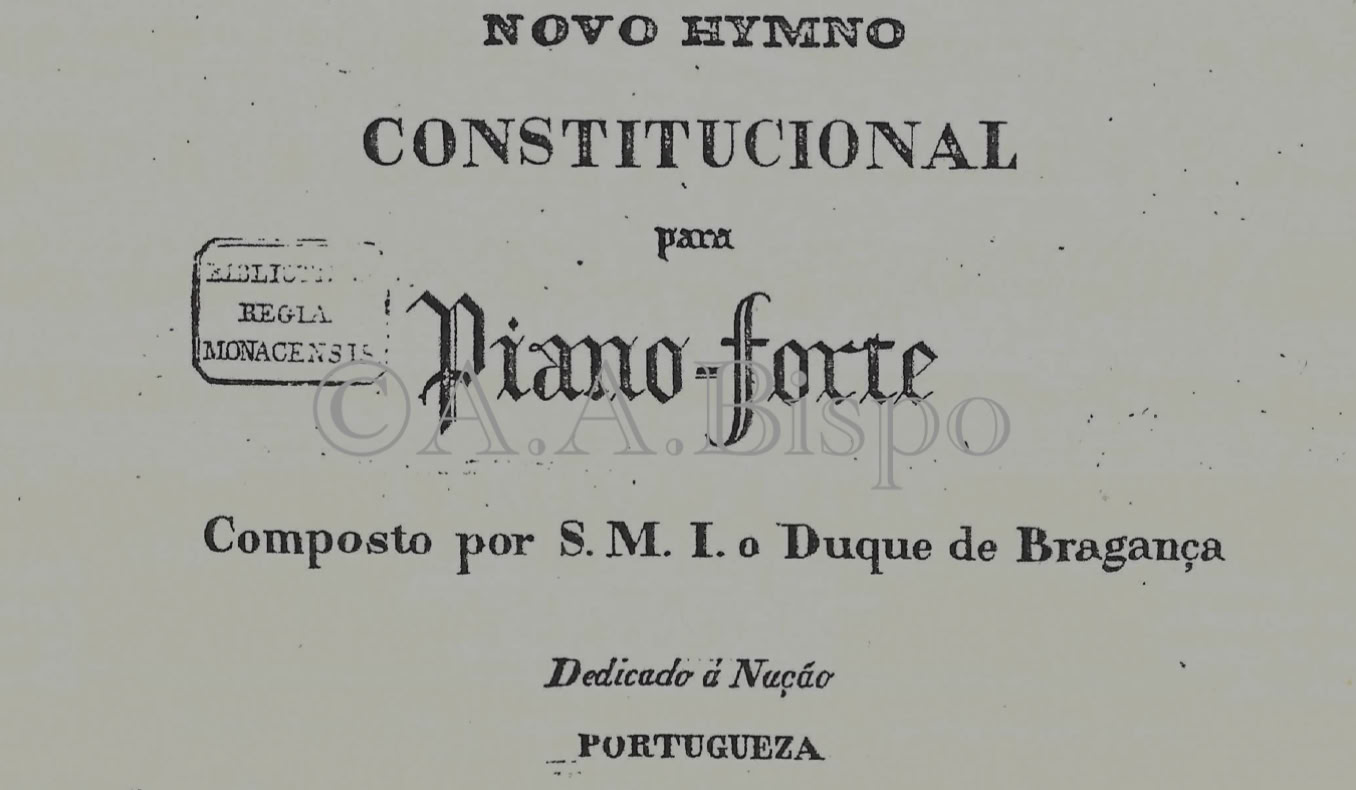 NOVO HYMNO
CONSTITUCIONAL
para
REGIA
MONACENSIS
Piano-forte
©A.A.Bispo
Composto por S. M. I. o Duque de Bragança
Dedicado á Nação
PORTUGUEZA